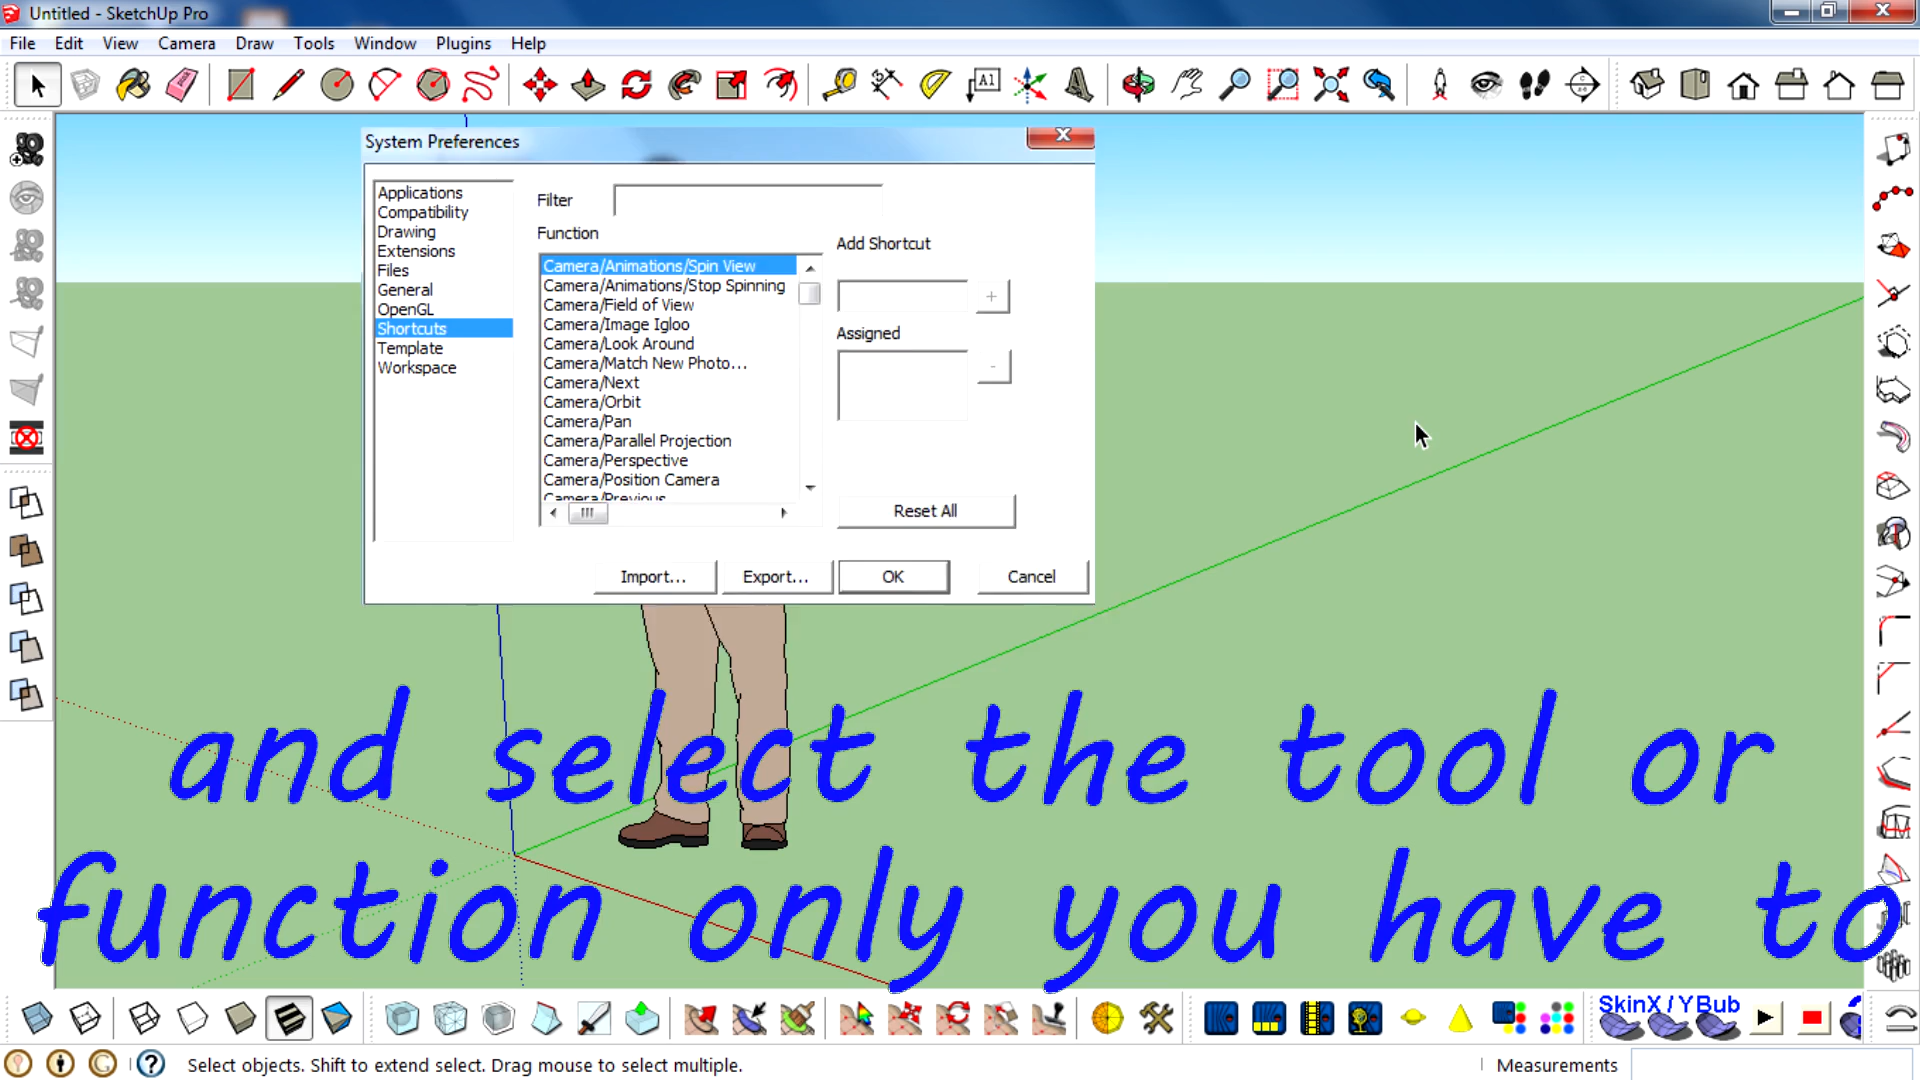 Untitled - SketchUp Pro
File Edit View Camera Draw Tools Window Plugins Help
A1
System Preferences
Applications
Compatibility
Drawing
Extensions
Files
General
OpenGL
Shortcuts
Template
Workspace
Filter
Function
Camera/Animations/Spin View
Camera/Animations/Stop Spinning
Camera/Field of View
Camera/Image Igloo
Camera/Look Around
Camera/Match New Photo...
Camera/Next
Camera/Orbit
Camera/Pan
Camera/Parallel Projection
Camera/Perspective
Camera/Position Camera
Camera/Previous
Add Shortcut
+
Assigned
-
Reset All
Import... Export... OK Cancel
and select the tool or
function only you have to
SkinX / YBub
Select objects. Shift to extend select. Drag mouse to select multiple.
Measurements